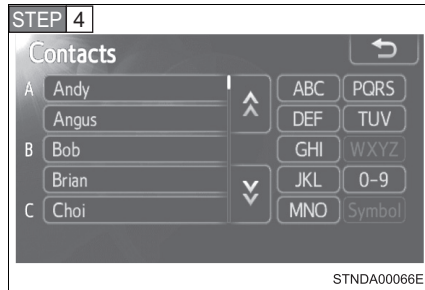 STEP 4
Contacts
A Andy ABC PQRS
Angus DEF TUV
B Bob GHI WXYZ
Brian JKL 0-9
C Choi MNO Symbol
STNDA00066E